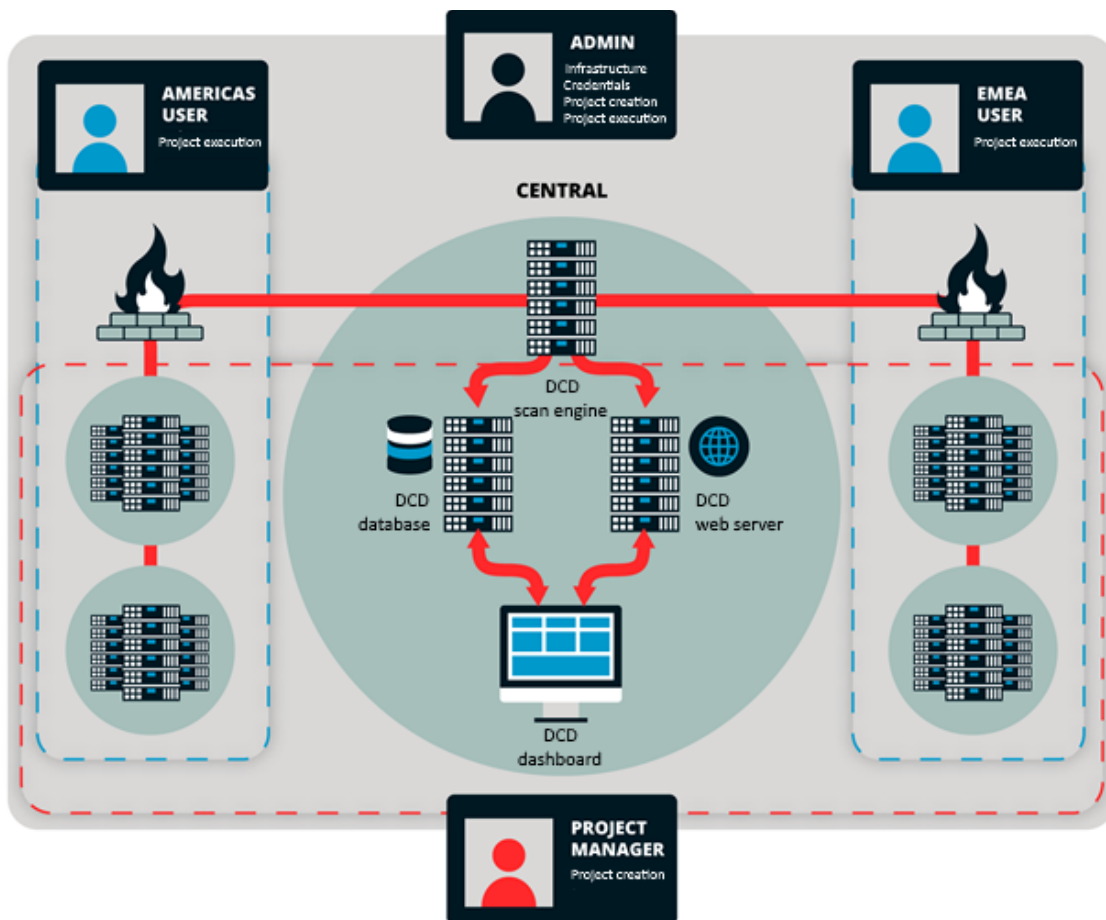 ADMIN
Infrastructure
Credentials
Project creation
Project execution
AMERICAS
USER
Project execution
EMEA
USER
Project execution
CENTRAL
DCD
scan engine
DCD
database
DCD
web server
DCD
dashboard
PROJECT
MANAGER
Project creation